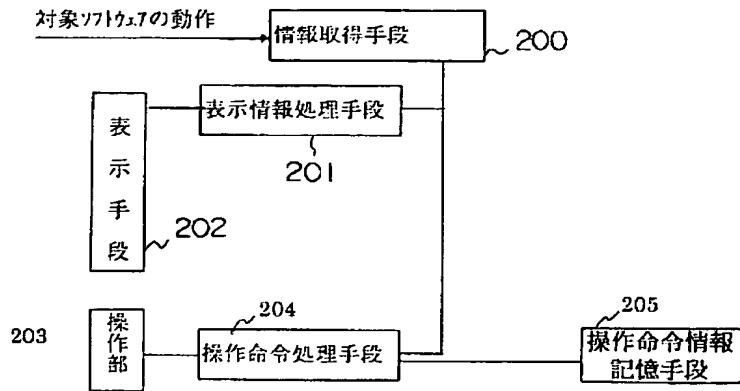 対象ソフトウェアの動作
情報取得手段
200
表示情報処理手段
201
表示手段
202
204
205
203
操作部
操作命令処理手段
操作命令情報
記憶手段